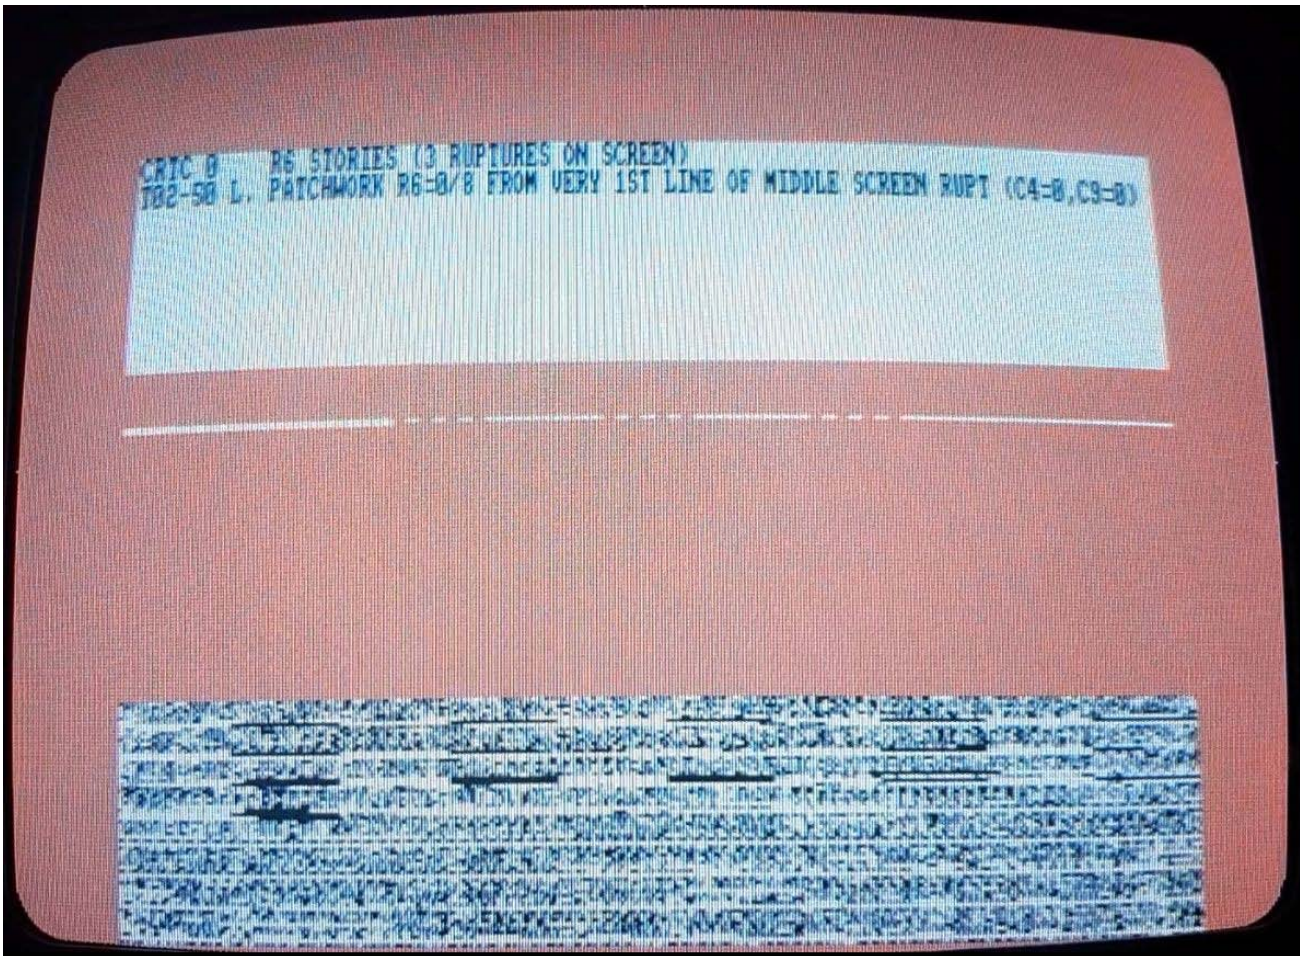 CRTC 0 R6 STORIES (3 RUPTURES ON SCREEN)
T02-S0 L. PATCHWORK R6=0/8 FROM VERY 1ST LINE OF MIDDLE SCREEN RUPT (C4=0,C9=0)